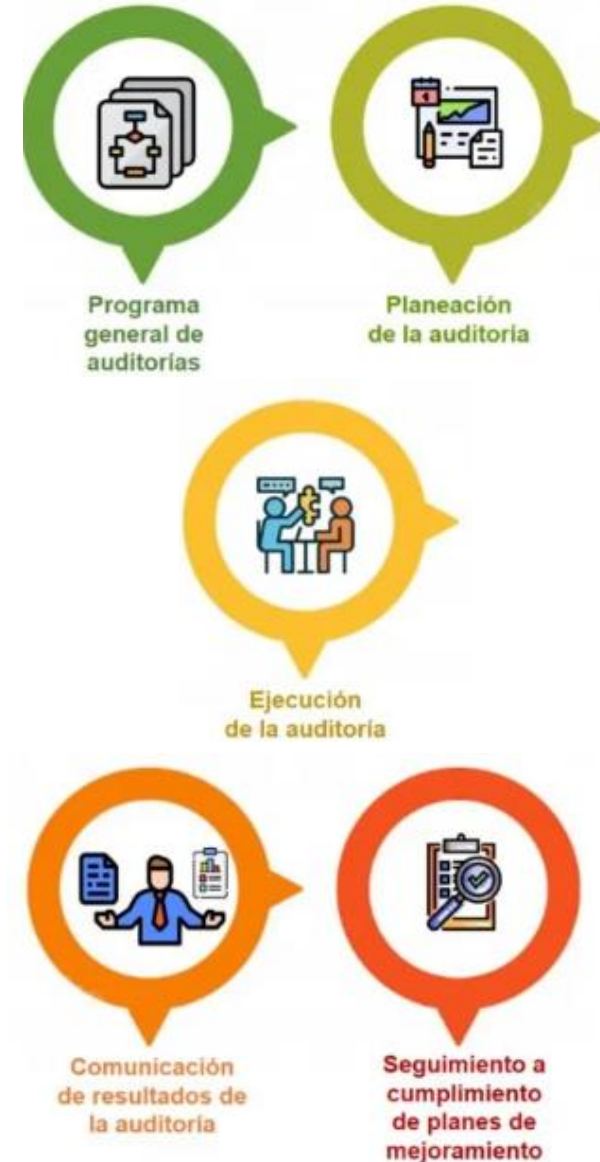 Programa
general de
auditorías
Planeación
de la auditoría
Ejecución
de la auditoría
Comunicación
de resultados de
la auditoría
Seguimiento a
cumplimiento
de planes de
mejoramiento